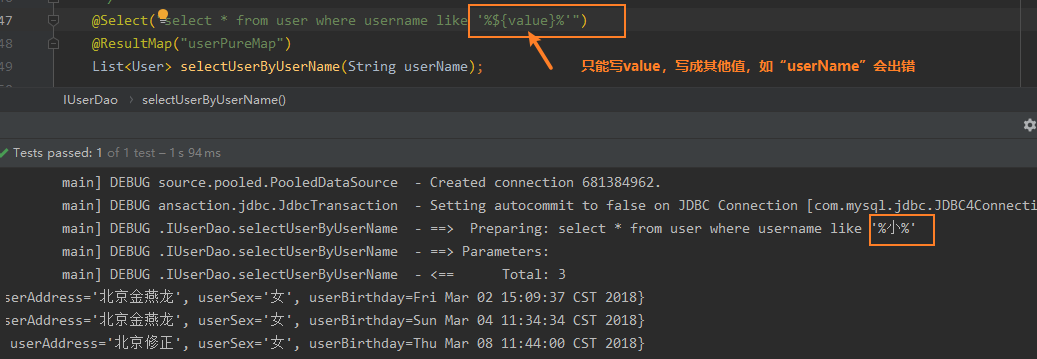 47 @Select("select * from user where username like '%${value}%'")
48 @ResultMap("userPureMap")
49 List<User> selectUserByUserName(String userName);
只能写value，写成其他值，如“userName”会出错
IUserDao › selectUserByUserName()
Tests passed: 1 of 1 test – 1 s 94 ms
main] DEBUG source.pooled.PooledDataSource - Created connection 681384962.
main] DEBUG ansaction.jdbc.JdbcTransaction - Setting autocommit to false on JDBC Connection [com.mysql.jdbc.JDBC4Connecti
main] DEBUG .IUserDao.selectUserByUserName - ==> Preparing: select * from user where username like '%小%'
main] DEBUG .IUserDao.selectUserByUserName - ==> Parameters:
main] DEBUG .IUserDao.selectUserByUserName - <== Total: 3
serAddress='北京金燕龙', userSex='女', userBirthday=Fri Mar 02 15:09:37 CST 2018}
serAddress='北京金燕龙', userSex='女', userBirthday=Sun Mar 04 11:34:34 CST 2018}
userAddress='北京修正', userSex='女', userBirthday=Thu Mar 08 11:44:00 CST 2018}